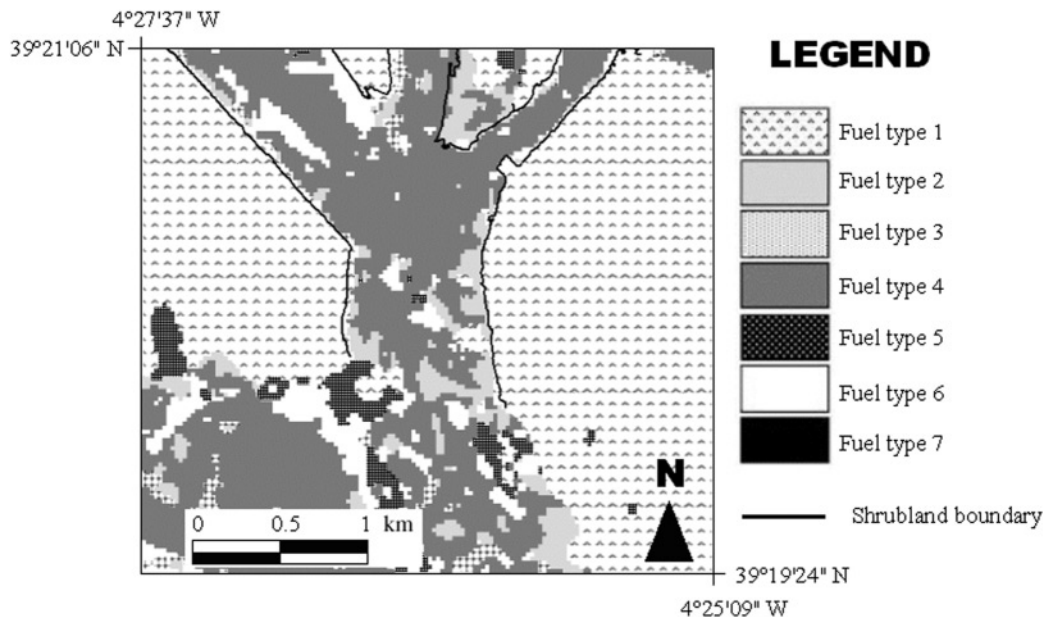 4°27'37" W
39°21'06" N
LEGEND
Fuel type 1
Fuel type 2
Fuel type 3
Fuel type 4
Fuel type 5
Fuel type 6
Fuel type 7
Shrubland boundary
N
0 0.5 1 km
39°19'24" N
4°25'09" W